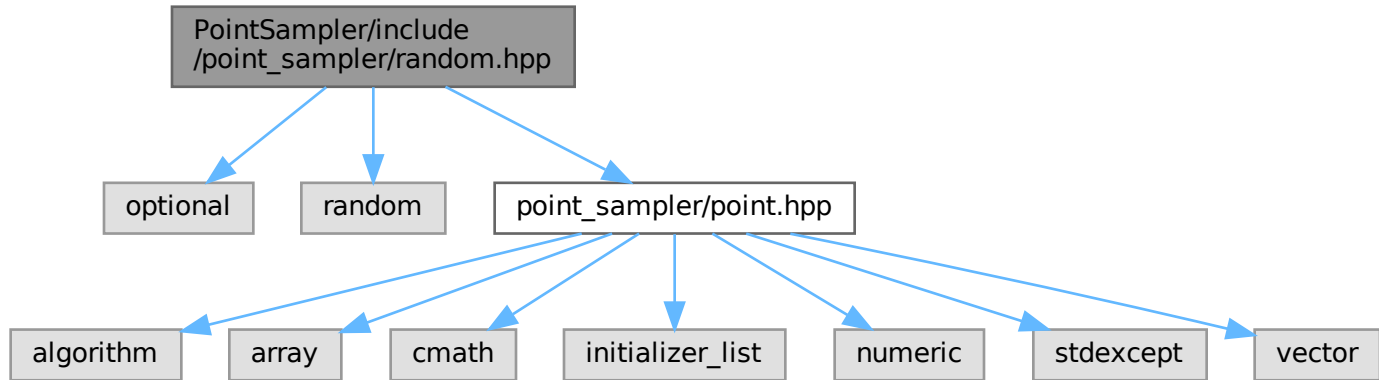 PointSampler/include
/point_sampler/random.hpp
optional
random
point_sampler/point.hpp
algorithm
array
cmath
initializer_list
numeric
stdexcept
vector